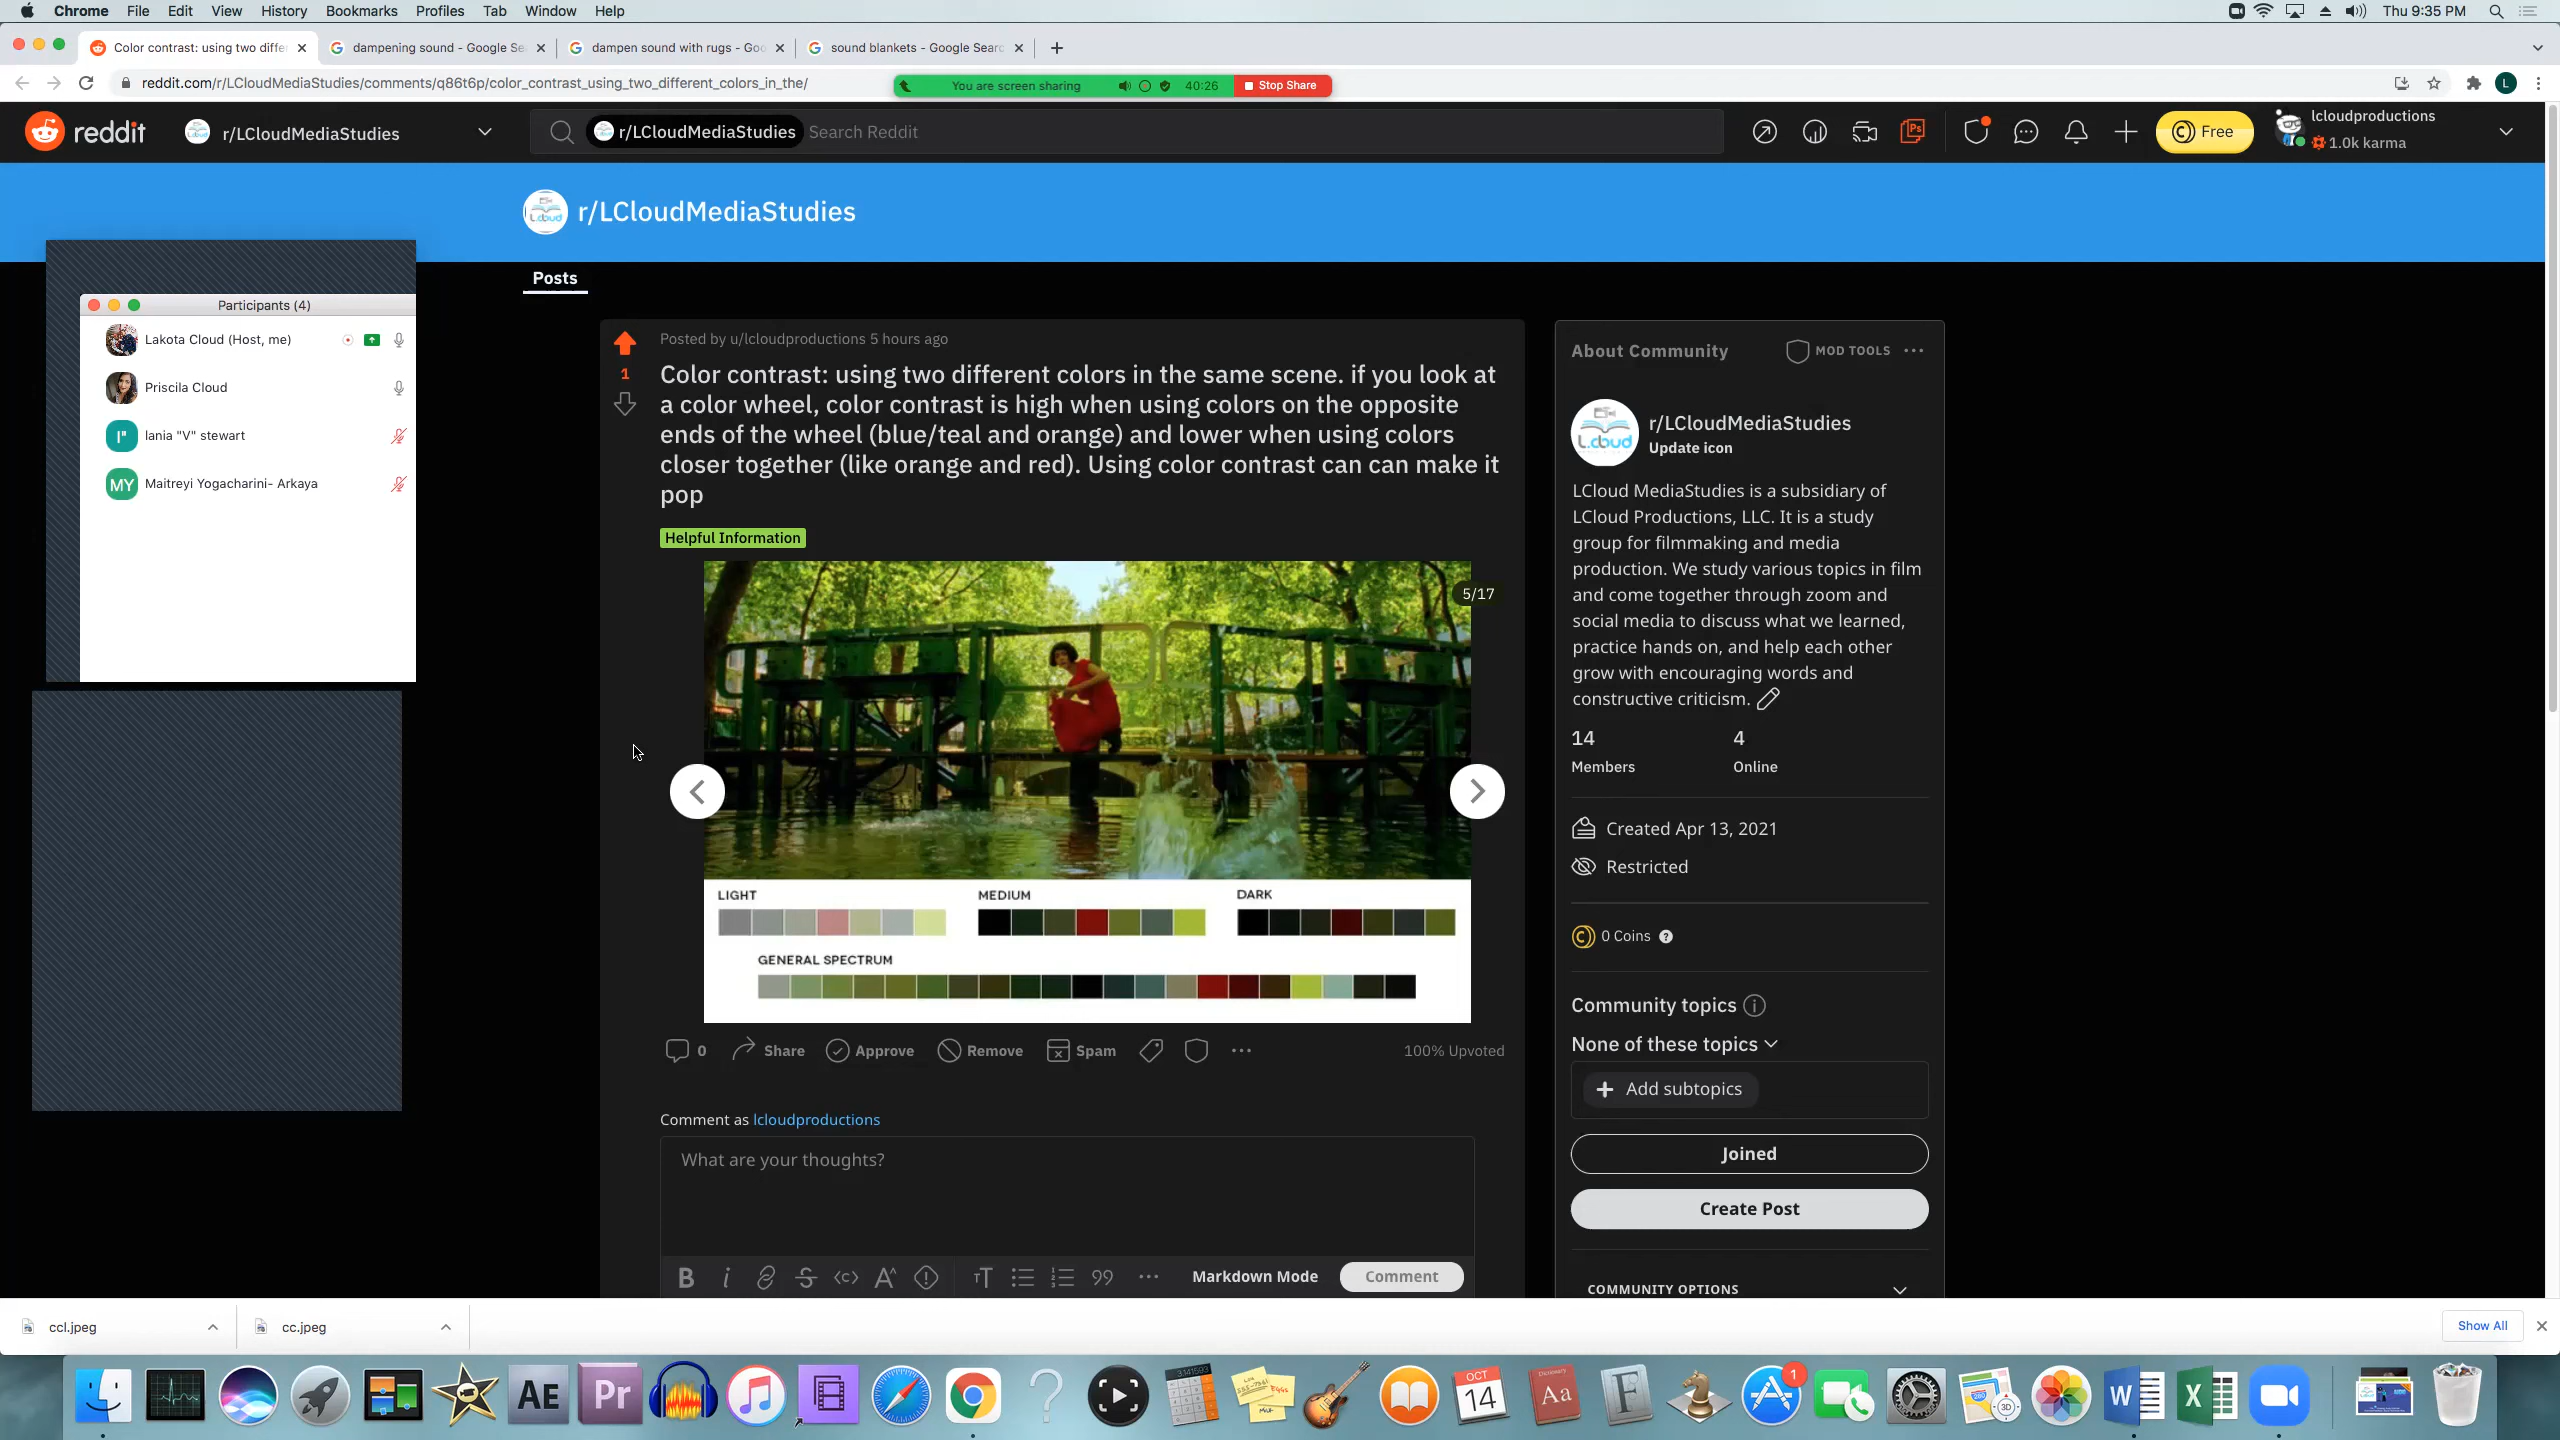 Chrome File Edit View History Bookmarks Profiles Tab Window Help
Thu 9:35 PM
Color contrast: using two differe
dampening sound - Google Se
dampen sound with rugs - Goo
sound blankets - Google Searc
reddit.com/r/LCloudMediaStudies/comments/q86t6p/color_contrast_using_two_different_colors_in_the/
You are screen sharing
40:26
Stop Share
reddit
r/LCloudMediaStudies
r/LCloudMediaStudies
Search Reddit
Free
lcloudproductions
1.0k karma
r/LCloudMediaStudies
Posts
Participants (4)
Lakota Cloud (Host, me)
Priscila Cloud
I" Iania "V" stewart
MY Maitreyi Yogacharini- Arkaya
Posted by u/lcloudproductions 5 hours ago
1
Color contrast: using two different colors in the same scene. if you look at
a color wheel, color contrast is high when using colors on the opposite
ends of the wheel (blue/teal and orange) and lower when using colors
closer together (like orange and red). Using color contrast can can make it
pop
Helpful Information
5/17
LIGHT
MEDIUM
DARK
GENERAL SPECTRUM
0 Share Approve Remove Spam
100% Upvoted
Comment as lcloudproductions
What are your thoughts?
Markdown Mode
Comment
About Community
MOD TOOLS
L.cloud
r/LCloudMediaStudies
Update icon
LCloud MediaStudies is a subsidiary of
LCloud Productions, LLC. It is a study
group for filmmaking and media
production. We study various topics in film
and come together through zoom and
social media to discuss what we learned,
practice hands on, and help each other
grow with encouraging words and
constructive criticism.
14
Members
4
Online
Created Apr 13, 2021
Restricted
0 Coins
Community topics
None of these topics
Add subtopics
Joined
Create Post
COMMUNITY OPTIONS
ccl.jpeg
cc.jpeg
Show All
AE
Pr
OCT
14
Aa
F
1
W
X